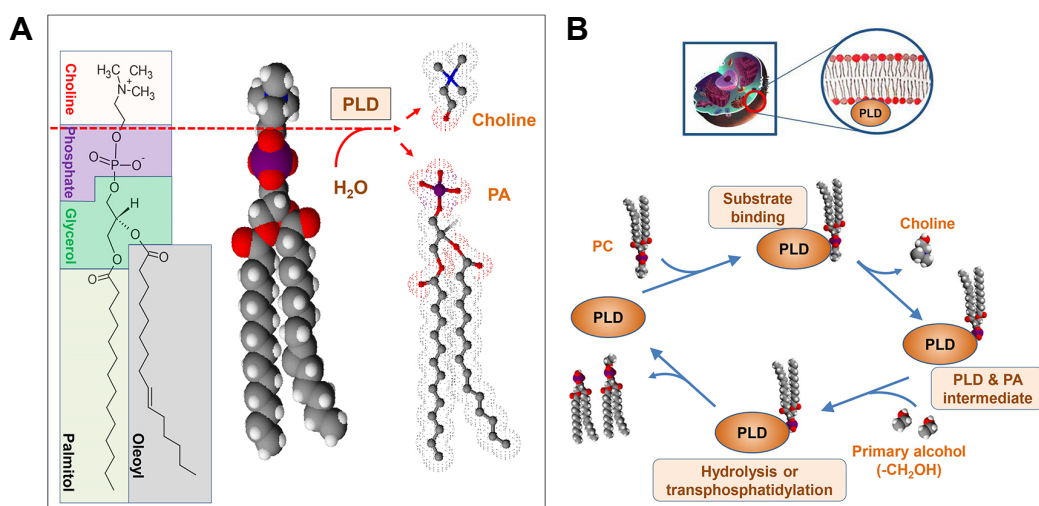 A
Choline
Phosphate
Glycerol
Palmitol
Oleoyl
H₃C CH₃
N⁺
CH₃
O
O P O⁻
O
H
O
O
O
O
PLD
H₂O
Choline
PA
B
PLD
Substrate
binding
PLD
PC
Choline
PLD
PLD
PLD & PA
intermediate
PLD
Primary alcohol
(-CH₂OH)
Hydrolysis or
transphosphatidylation